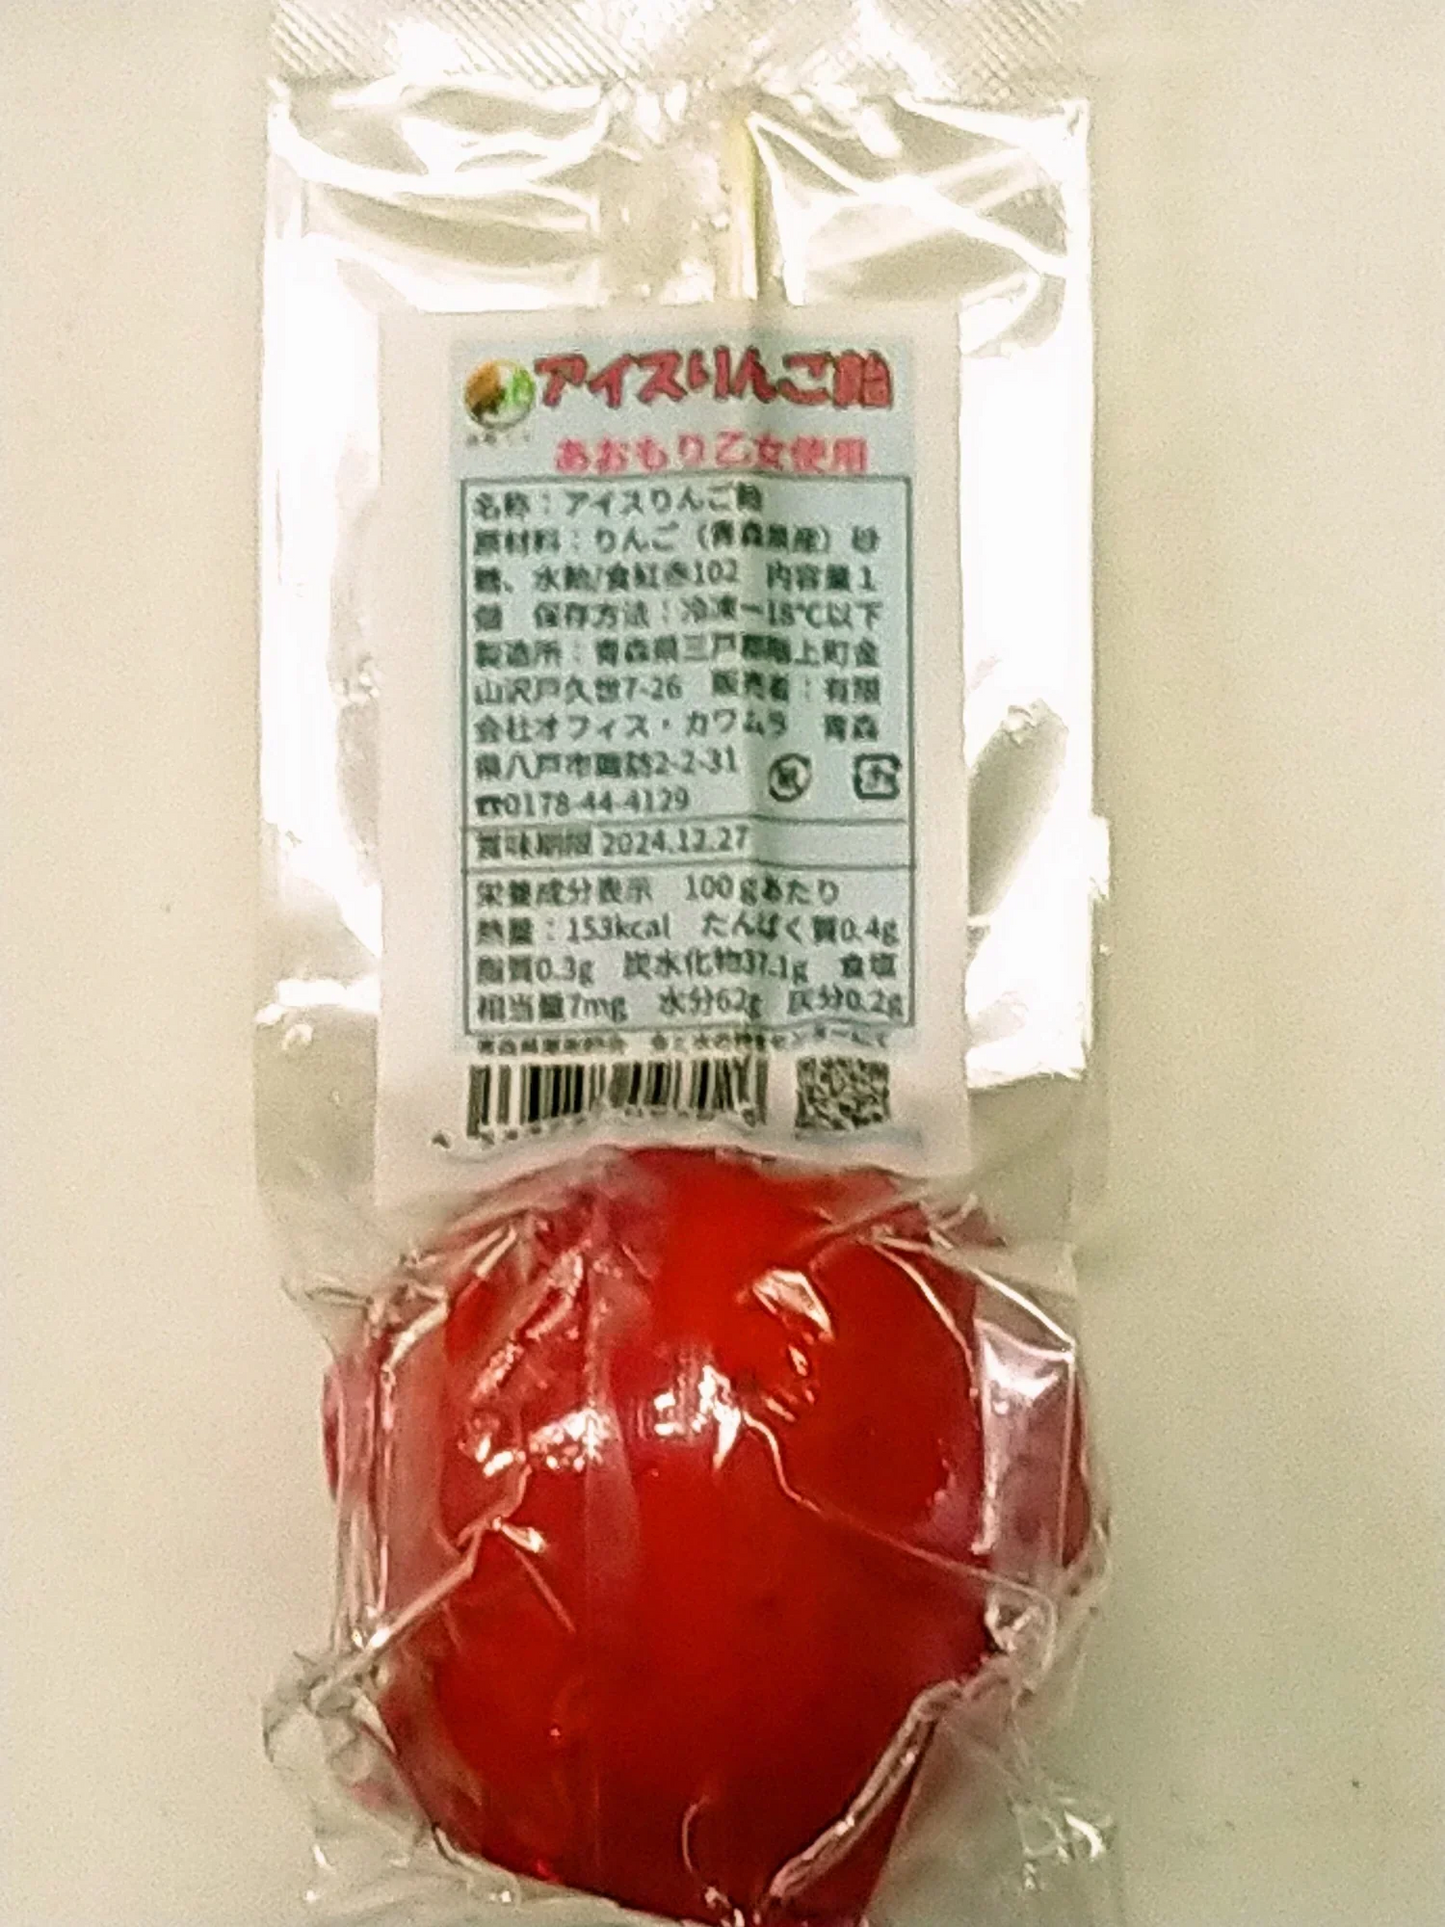 アイスりんご飴
あおもり乙女使用
名称：アイスりんご飴
原材料：りんご（青森県産）砂
糖、水飴/食紅赤102 内容量1
個 保存方法：冷凍－18℃以下
製造所：青森県三戸郡階上町金
山沢戸久世7-26 販売者：有限
会社オフィス・カワムラ 青森
県八戸市諏訪2-2-31
☎0178-44-4129
賞味期限 2024.12.27
栄養成分表示 100gあたり
熱量：153kcal たんぱく質0.4g
脂質0.3g 炭水化物37.1g 食塩
相当量7mg 水分62g 灰分0.2g